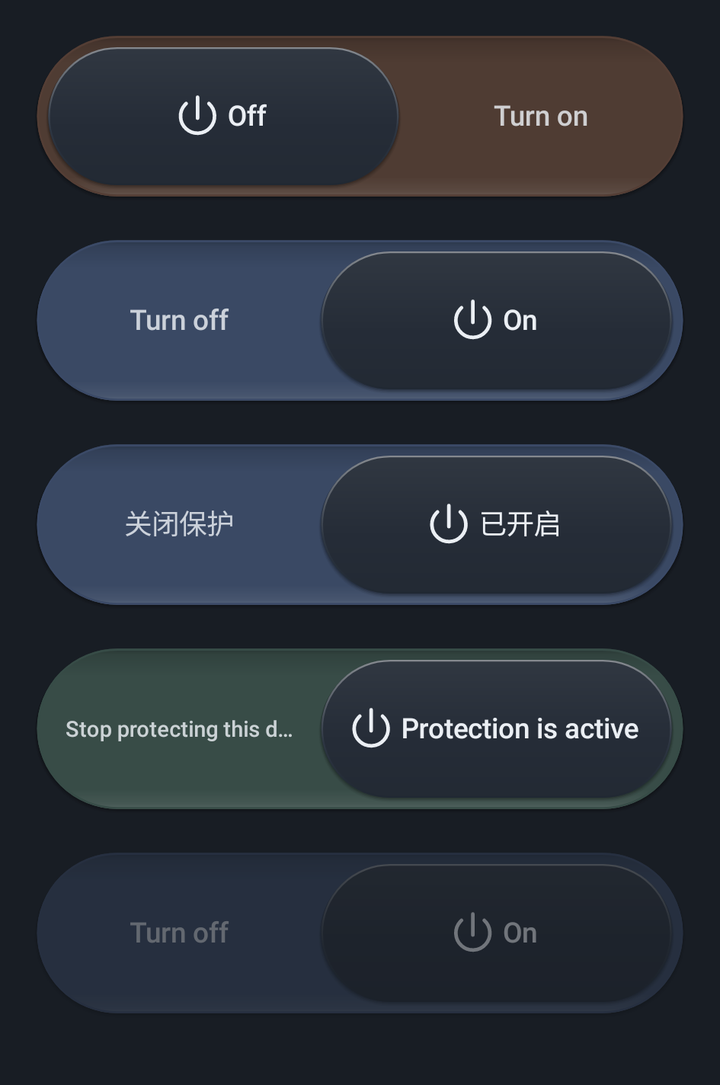 Off Turn on
Turn off On
关闭保护 已开启
Stop protecting this d... Protection is active
Turn off On